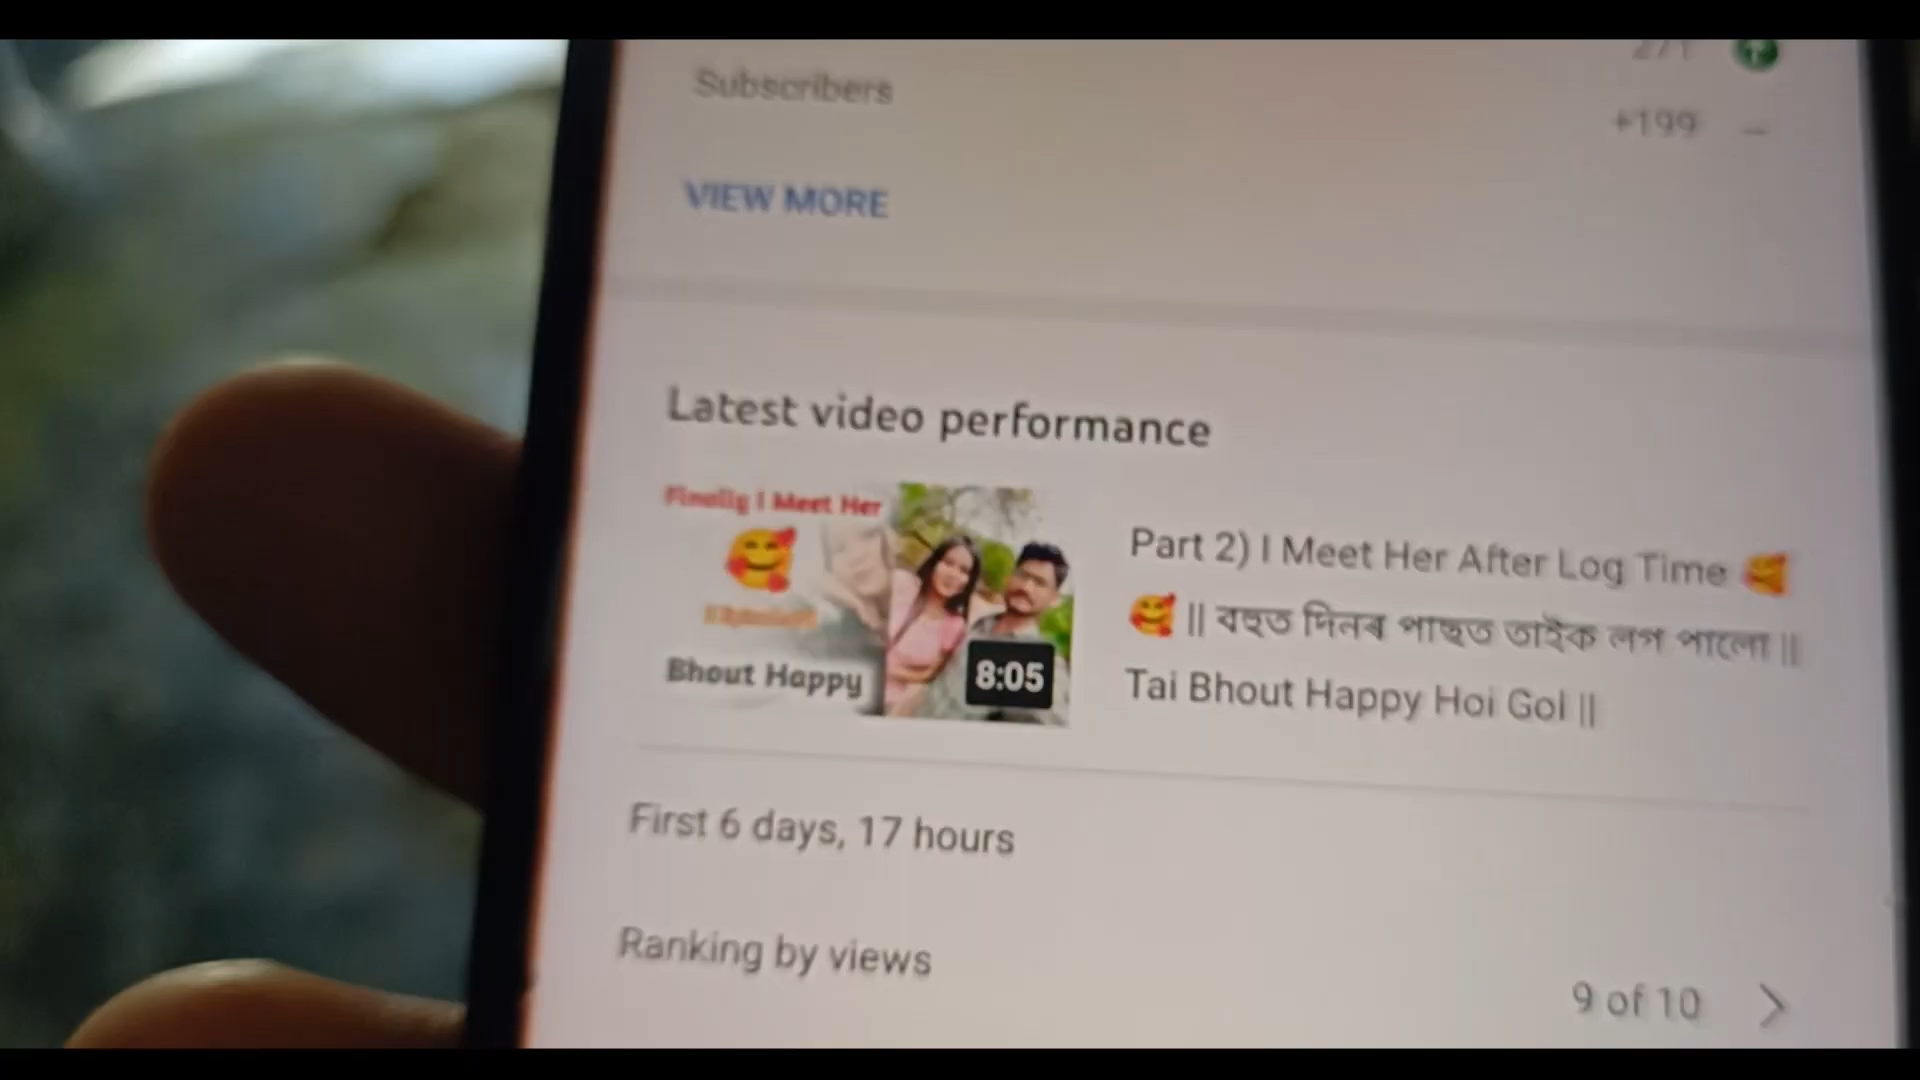 Subscribers
+199 –
VIEW MORE
Latest video performance
Finally I Meet Her
Bhout Happy
8:05
Part 2) I Meet Her After Log Time 🥰
🥰 || বহুত দিনৰ পাছত তাইক লগ পালো ||
Tai Bhout Happy Hoi Gol ||
First 6 days, 17 hours
Ranking by views
9 of 10 >